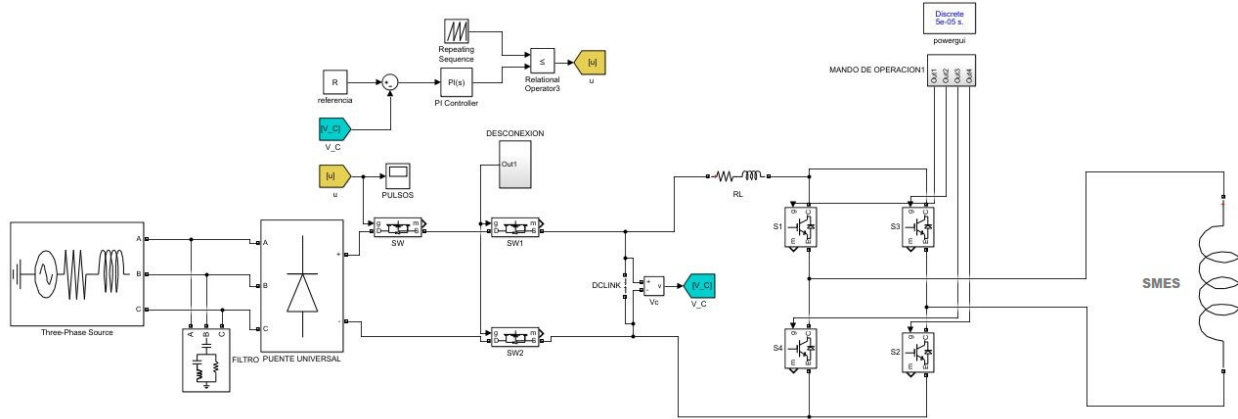 Discrete
5e-05 s.
powergui
Repeating
Sequence
≤
Relational
Operator3
[u]
u
MANDO DE OPERACION1
Out1
Out2
Out3
Out4
R
referencia
PI(s)
PI Controller
[V_C]
V_C
[u]
u
PULSOS
DESCONEXION
Out1
RL
g
m
D
S
SW
g
m
D
S
SW1
g
C
m
E
S1
g
C
m
E
S3
A
B
C
Three-Phase Source
A
B
C
+
-
PUENTE UNIVERSAL
A
B
C
FILTRO
DCLINK
+
-
v
Vc
[V_C]
V_C
SMES
g
m
D
S
SW2
g
C
m
E
S4
g
C
m
E
S2